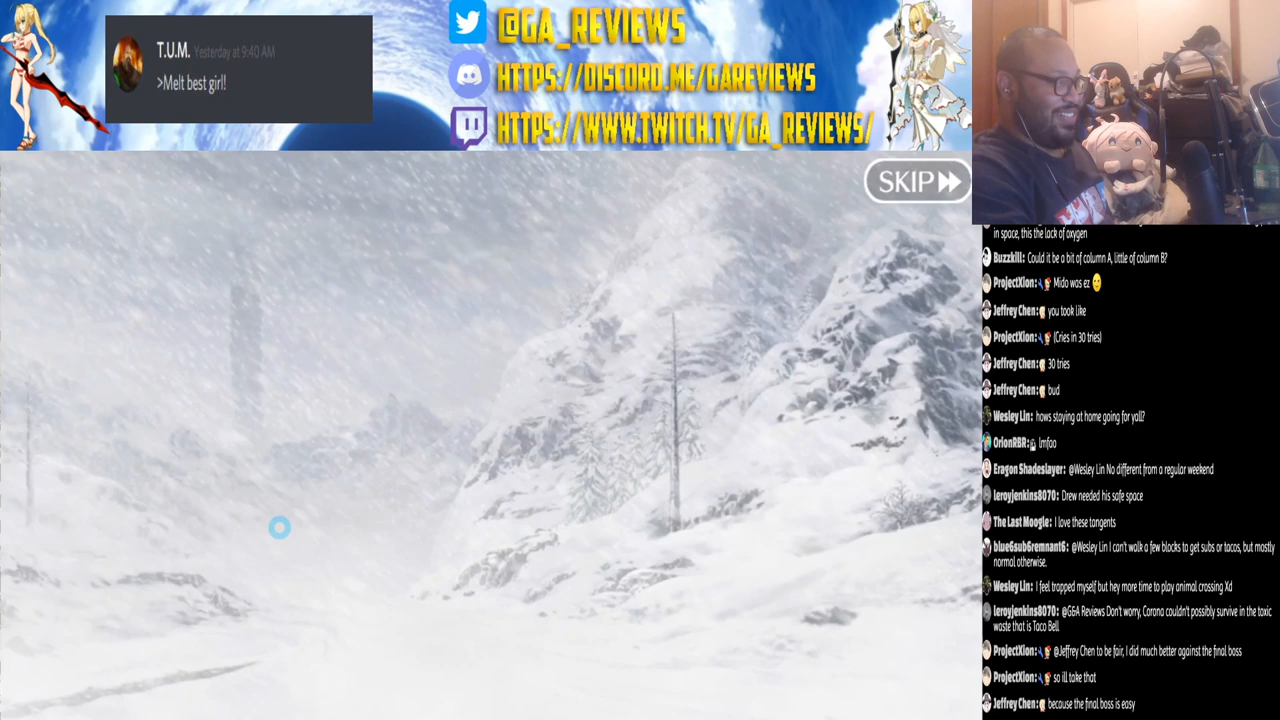 T.U.M. Yesterday at 9:40 AM
>Melt best girl!
@GA_REVIEWS
HTTPS://DISCORD.ME/GAREVIEWS
HTTPS://WWW.TWITCH.TV/GA_REVIEWS/
SKIP
in space, this the lack of oxygen
Buzzkill: Could it be a bit of column A, little of column B?
ProjectXion: Mido was ez
Jeffrey Chen: you took like
ProjectXion: (Cries in 30 tries)
Jeffrey Chen: 30 tries
Jeffrey Chen: bud
Wesley Lin: hows staying at home going for yall?
OrionRBR: lmfao
Eragon Shadeslayer: @Wesley Lin No different from a regular weekend
leroyjenkins8070: Drew needed his safe space
The Last Moogle: I love these tangents
blue6sub6remnant6: @Wesley Lin I can't walk a few blocks to get subs or tacos, but mostly
normal otherwise.
Wesley Lin: I feel trapped myself but hey more time to play animal crossing Xd
leroyjenkins8070: @G&A Reviews Don't worry, Corona couldn't possibly survive in the toxic
waste that is Taco Bell
ProjectXion: @Jeffrey Chen to be fair, I did much better against the final boss
ProjectXion: so ill take that
Jeffrey Chen: because the final boss is easy